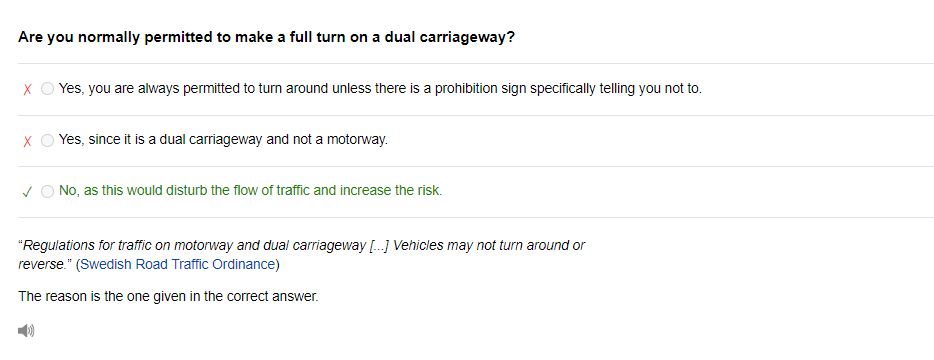 Are you normally permitted to make a full turn on a dual carriageway?
X Yes, you are always permitted to turn around unless there is a prohibition sign specifically telling you not to.
X Yes, since it is a dual carriageway and not a motorway.
✓ No, as this would disturb the flow of traffic and increase the risk.
“Regulations for traffic on motorway and dual carriageway [...] Vehicles may not turn around or
reverse.” (Swedish Road Traffic Ordinance)
The reason is the one given in the correct answer.